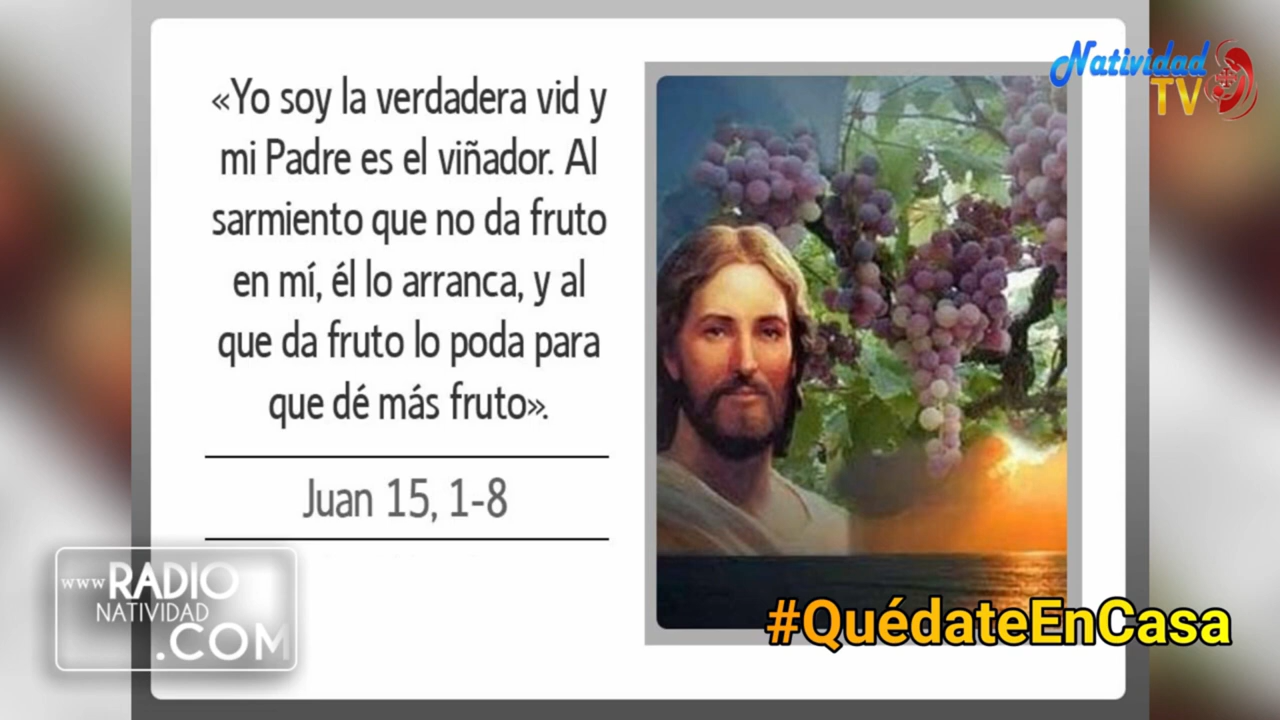 «Yo soy la verdadera vid y
mi Padre es el viñador. Al
sarmiento que no da fruto
en mí, él lo arranca, y al
que da fruto lo poda para
que dé más fruto».
Juan 15, 1-8
Natividad
TV
www RADIO
NATIVIDAD
.COM
#QuédateEnCasa